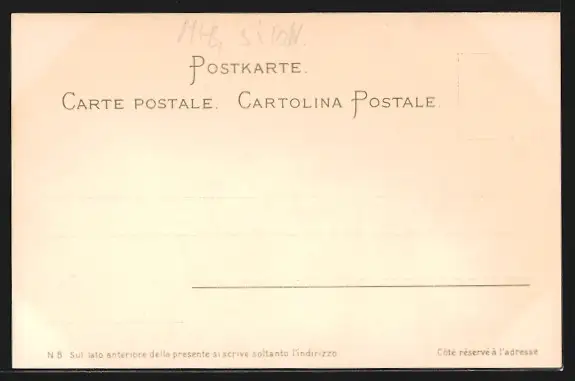 POSTKARTE.
CARTE POSTALE. CARTOLINA POSTALE.
N.B. Sul lato anteriore della presente si scrive soltanto l'indirizzo
Côté réservé à l'adresse